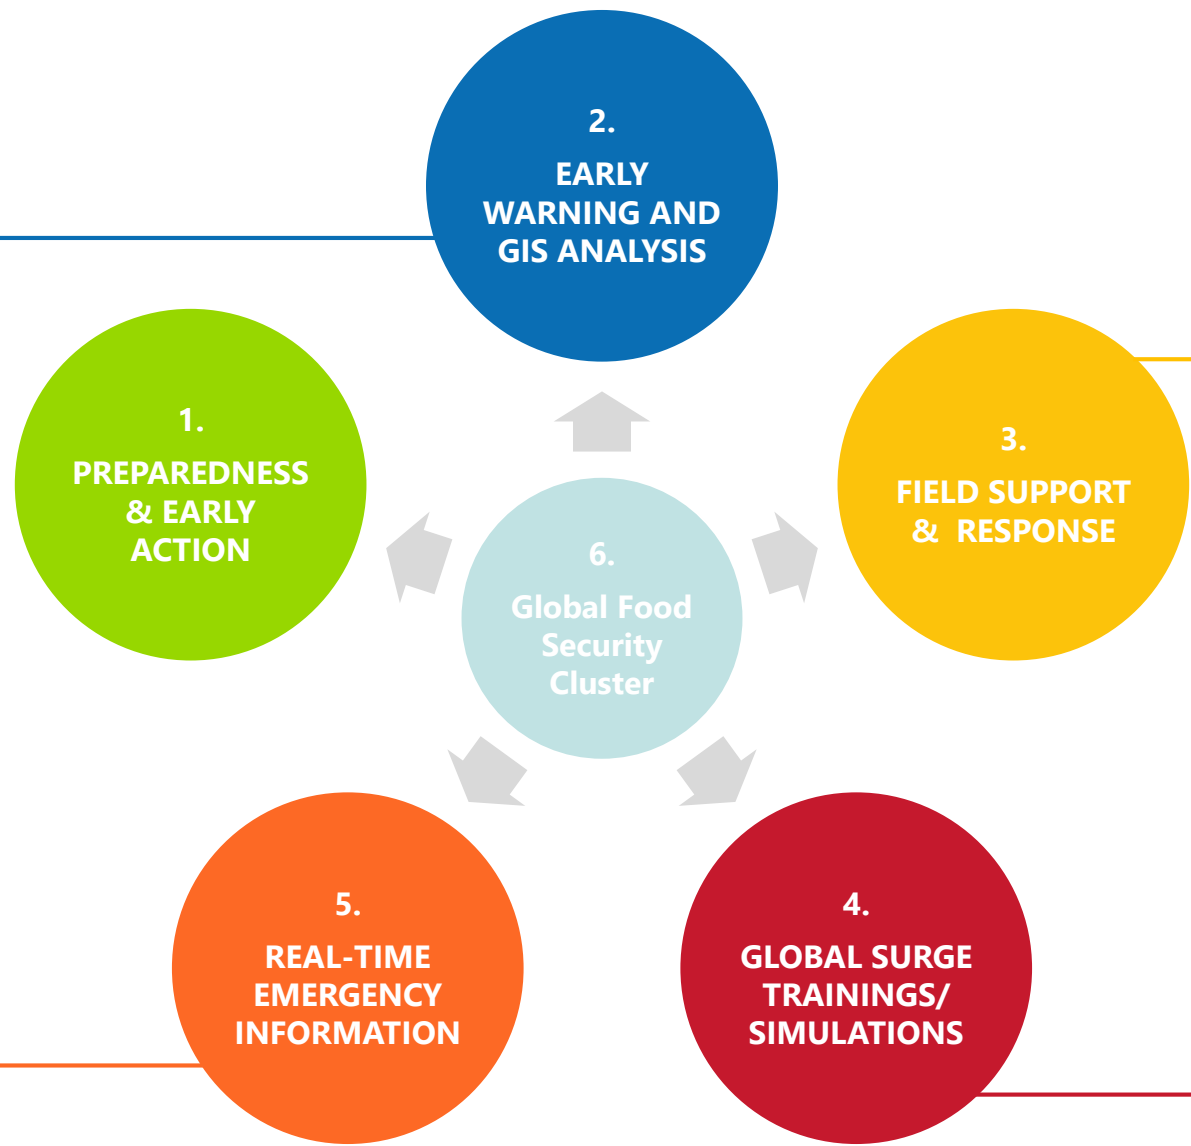 2.
EARLY
WARNING AND
GIS ANALYSIS
1.
PREPAREDNESS
& EARLY
ACTION
3.
FIELD SUPPORT
& RESPONSE
6.
Global Food
Security
Cluster
5.
REAL-TIME
EMERGENCY
INFORMATION
4.
GLOBAL SURGE
TRAININGS/
SIMULATIONS